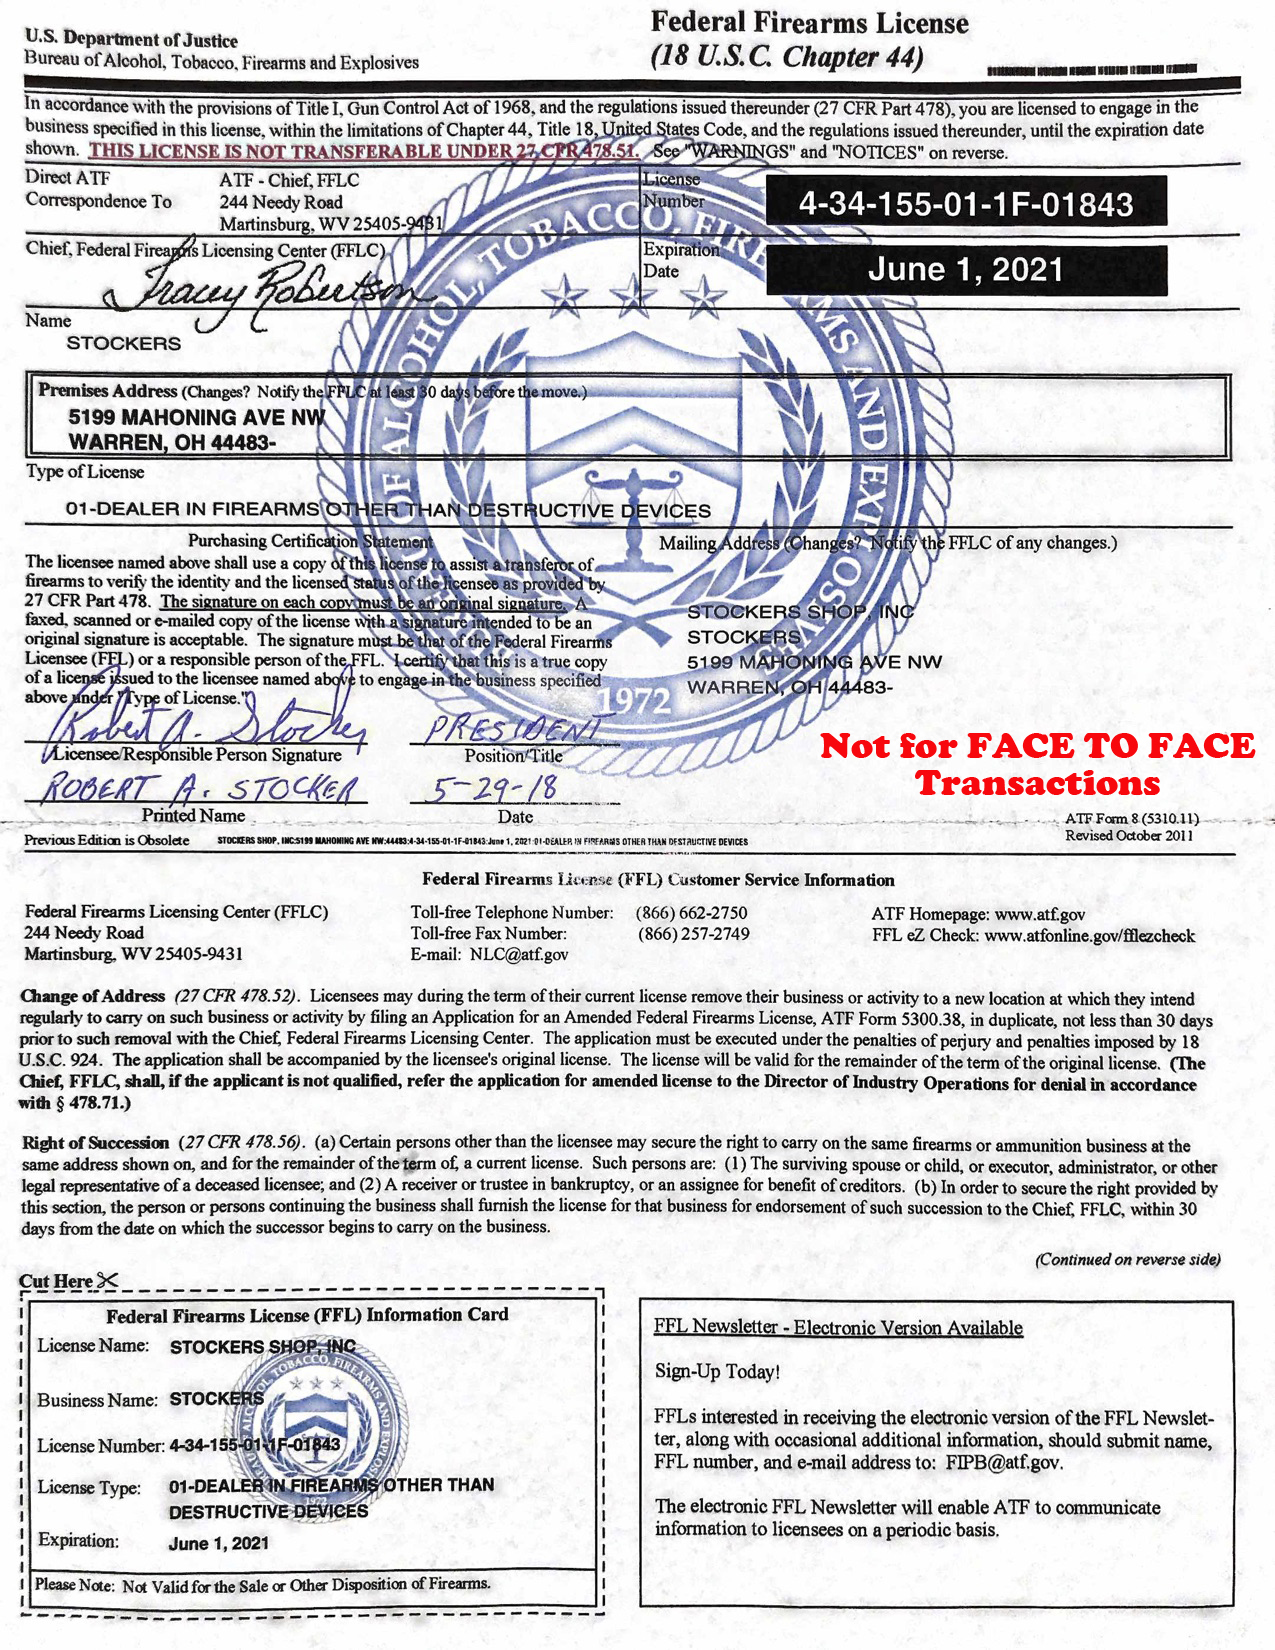 U.S. Department of Justice
Bureau of Alcohol, Tobacco, Firearms and Explosives
Federal Firearms License
(18 U.S.C. Chapter 44)
In accordance with the provisions of Title I, Gun Control Act of 1968, and the regulations issued thereunder (27 CFR Part 478), you are licensed to engage in the
business specified in this license, within the limitations of Chapter 44, Title 18, United States Code, and the regulations issued thereunder, until the expiration date
shown. THIS LICENSE IS NOT TRANSFERABLE UNDER 27 CFR 478.51. See "WARNINGS" and "NOTICES" on reverse.
Direct ATF
Correspondence To
ATF - Chief, FFLC
244 Needy Road
Martinsburg, WV 25405-9431
License
Number
4-34-155-01-1F-01843
Chief, Federal Firearms Licensing Center (FFLC)
Tracey Robertson
Expiration
Date
June 1, 2021
Name
STOCKERS
Premises Address (Changes? Notify the FFLC at least 30 days before the move.)
5199 MAHONING AVE NW
WARREN, OH 44483-
Type of License
01-DEALER IN FIREARMS OTHER THAN DESTRUCTIVE DEVICES
Purchasing Certification Statement
The licensee named above shall use a copy of this license to assist a transferor of
firearms to verify the identity and the licensed status of the licensee as provided by
27 CFR Part 478. The signature on each copy must be an original signature. A
faxed, scanned or e-mailed copy of the license with a signature intended to be an
original signature is acceptable. The signature must be that of the Federal Firearms
Licensee (FFL) or a responsible person of the FFL. I certify that this is a true copy
of a license issued to the licensee named above to engage in the business specified
above under "Type of License."
Robert A. Stocker
PRESIDENT
Licensee/Responsible Person Signature
Position/Title
ROBERT A. STOCKER
5-29-18
Printed Name
Date
Mailing Address (Changes? Notify the FFLC of any changes.)
STOCKERS SHOP, INC
STOCKERS
5199 MAHONING AVE NW
WARREN, OH 44483-
1972
Not for FACE TO FACE
Transactions
ATF Form 8 (5310.11)
Revised October 2011
Previous Edition is Obsolete
STOCKERS SHOP, INC:5199 MAHONING AVE NW:44483:4-34-155-01-1F-01843:June 1, 2021:01-DEALER IN FIREARMS OTHER THAN DESTRUCTIVE DEVICES
Federal Firearms License (FFL) Customer Service Information
Federal Firearms Licensing Center (FFLC)
244 Needy Road
Martinsburg, WV 25405-9431
Toll-free Telephone Number: (866) 662-2750
Toll-free Fax Number: (866) 257-2749
E-mail: NLC@atf.gov
ATF Homepage: www.atf.gov
FFL eZ Check: www.atfonline.gov/fflezcheck
Change of Address (27 CFR 478.52). Licensees may during the term of their current license remove their business or activity to a new location at which they intend
regularly to carry on such business or activity by filing an Application for an Amended Federal Firearms License, ATF Form 5300.38, in duplicate, not less than 30 days
prior to such removal with the Chief, Federal Firearms Licensing Center. The application must be executed under the penalties of perjury and penalties imposed by 18
U.S.C. 924. The application shall be accompanied by the licensee's original license. The license will be valid for the remainder of the term of the original license. (The
Chief, FFLC, shall, if the applicant is not qualified, refer the application for amended license to the Director of Industry Operations for denial in accordance
with § 478.71.)
Right of Succession (27 CFR 478.56). (a) Certain persons other than the licensee may secure the right to carry on the same firearms or ammunition business at the
same address shown on, and for the remainder of the term of, a current license. Such persons are: (1) The surviving spouse or child, or executor, administrator, or other
legal representative of a deceased licensee; and (2) A receiver or trustee in bankruptcy, or an assignee for benefit of creditors. (b) In order to secure the right provided by
this section, the person or persons continuing the business shall furnish the license for that business for endorsement of such succession to the Chief, FFLC, within 30
days from the date on which the successor begins to carry on the business.
(Continued on reverse side)
Cut Here
Federal Firearms License (FFL) Information Card
License Name: STOCKERS SHOP, INC
Business Name: STOCKERS
License Number: 4-34-155-01-1F-01843
License Type: 01-DEALER IN FIREARMS OTHER THAN
DESTRUCTIVE DEVICES
Expiration: June 1, 2021
Please Note: Not Valid for the Sale or Other Disposition of Firearms.
FFL Newsletter - Electronic Version Available
Sign-Up Today!
FFLs interested in receiving the electronic version of the FFL Newslet-
ter, along with occasional additional information, should submit name,
FFL number, and e-mail address to: FIPB@atf.gov.
The electronic FFL Newsletter will enable ATF to communicate
information to licensees on a periodic basis.